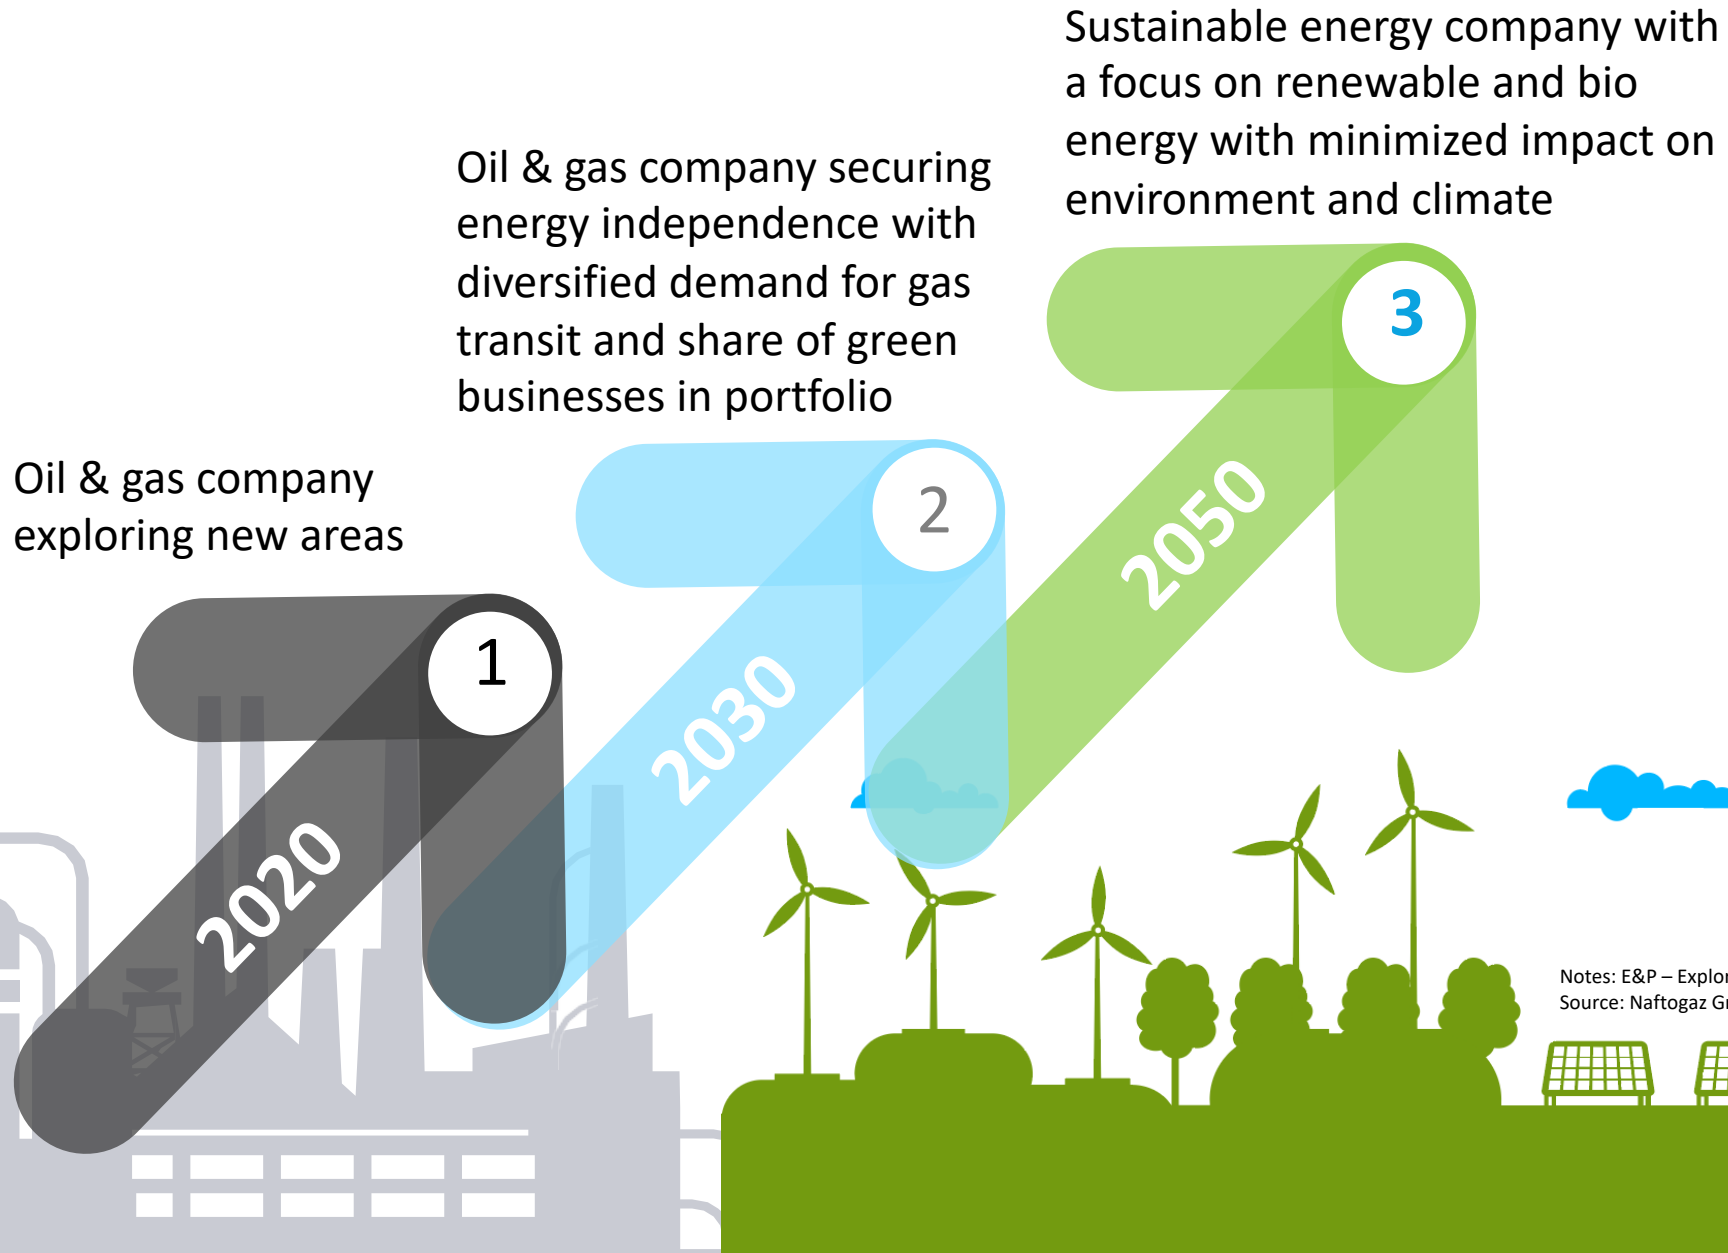 Sustainable energy company with
a focus on renewable and bio
energy with minimized impact on
environment and climate
Oil & gas company securing
energy independence with
diversified demand for gas
transit and share of green
businesses in portfolio
Oil & gas company
exploring new areas
1
2020
2
2030
3
2050
Notes: E&P –
Source: Naftogaz